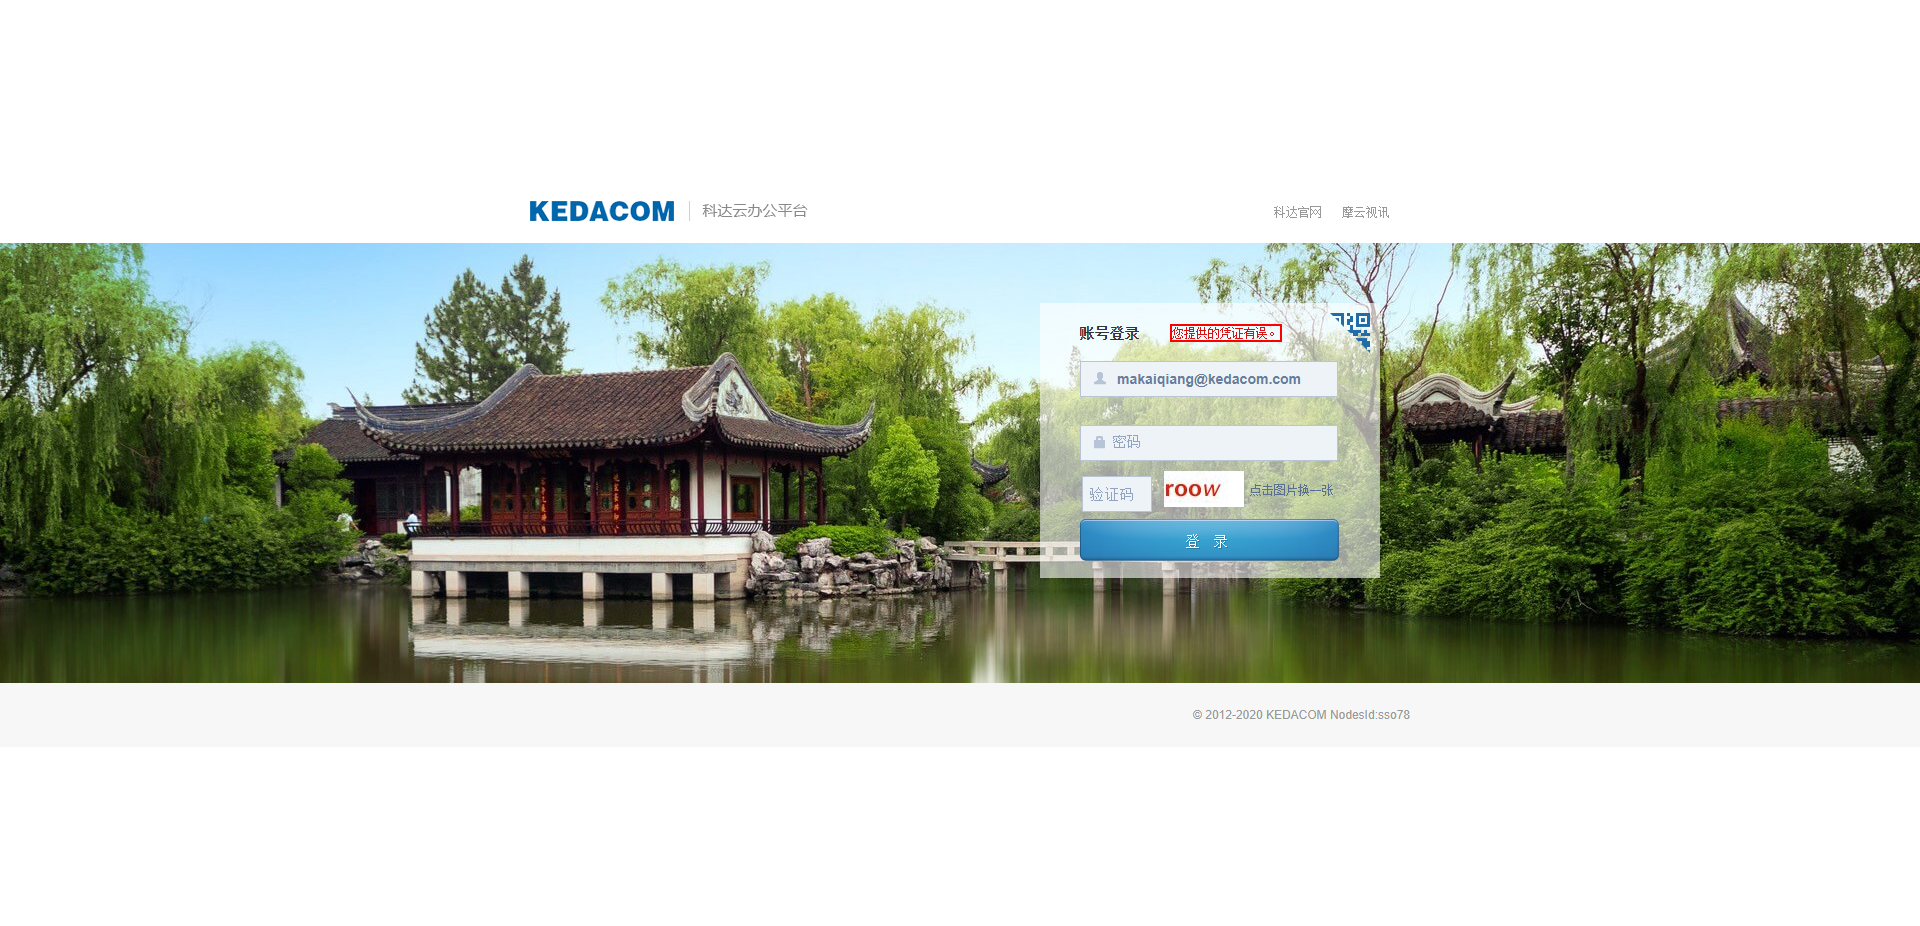 KEDACOM 科达云办公平台
科达官网 摩云视讯
账号登录 您提供的凭证有误。
makaiqiang@kedacom.com
密码
验证码 roow 点击图片换一张
登 录
© 2012-2020 KEDACOM NodesId:sso78